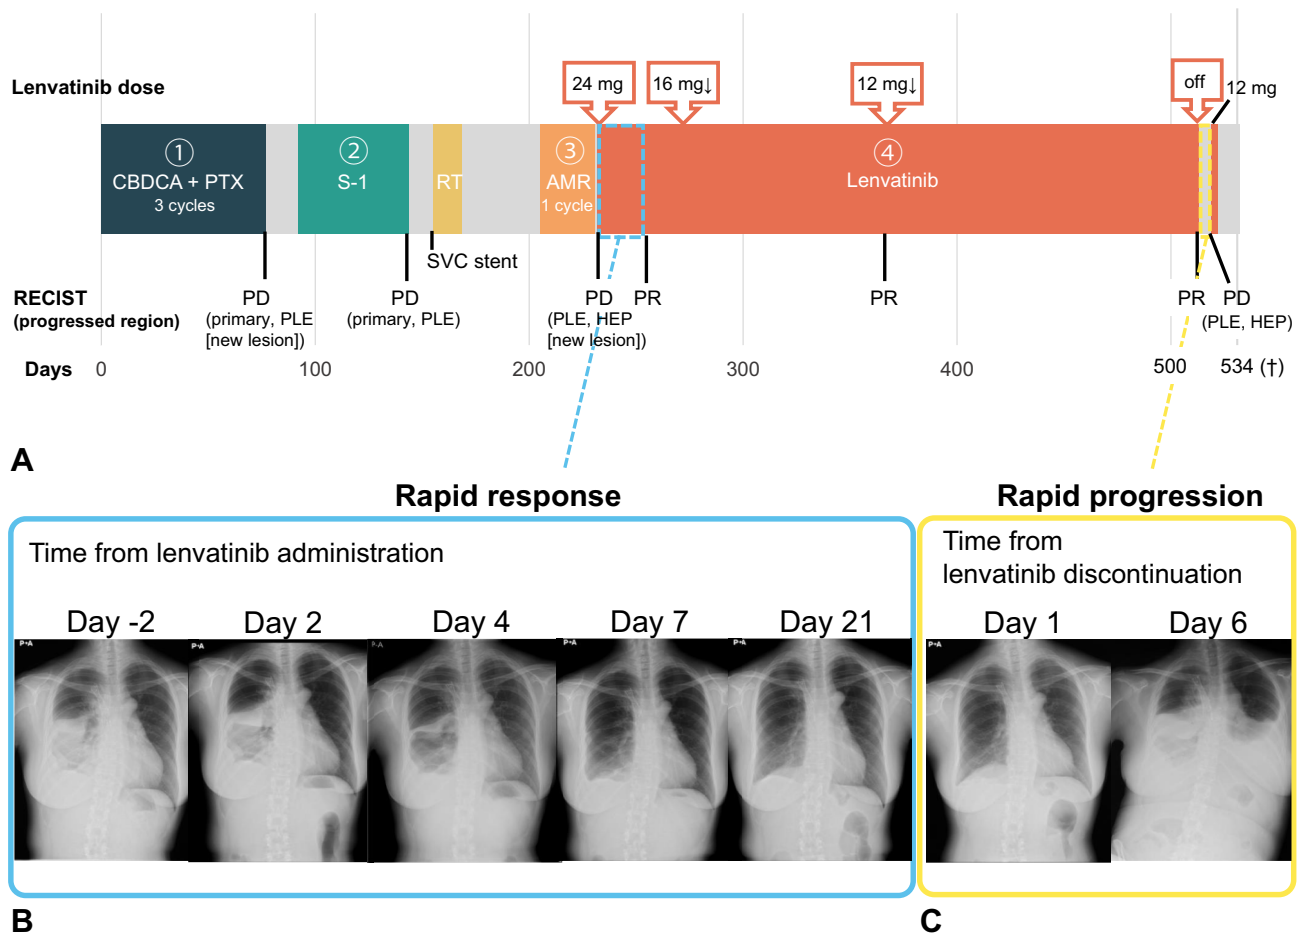 Lenvatinib dose
24 mg
16 mg↓
12 mg↓
off
12 mg
①
CBDCA + PTX
3 cycles
②
S-1
RT
③
AMR
1 cycle
④
Lenvatinib
SVC stent
RECIST
(progressed region)
PD
(primary, PLE
[new lesion])
PD
(primary, PLE)
PD
(PLE, HEP
[new lesion])
PR
PR
PR
PD
(PLE, HEP)
Days
0
100
200
300
400
500
534 (†)
A
Rapid response
Time from lenvatinib administration
Day -2
Day 2
Day 4
Day 7
Day 21
P→A
P→A
P→A
P→A
P→A
B
Rapid progression
Time from
lenvatinib discontinuation
Day 1
Day 6
P→A
C